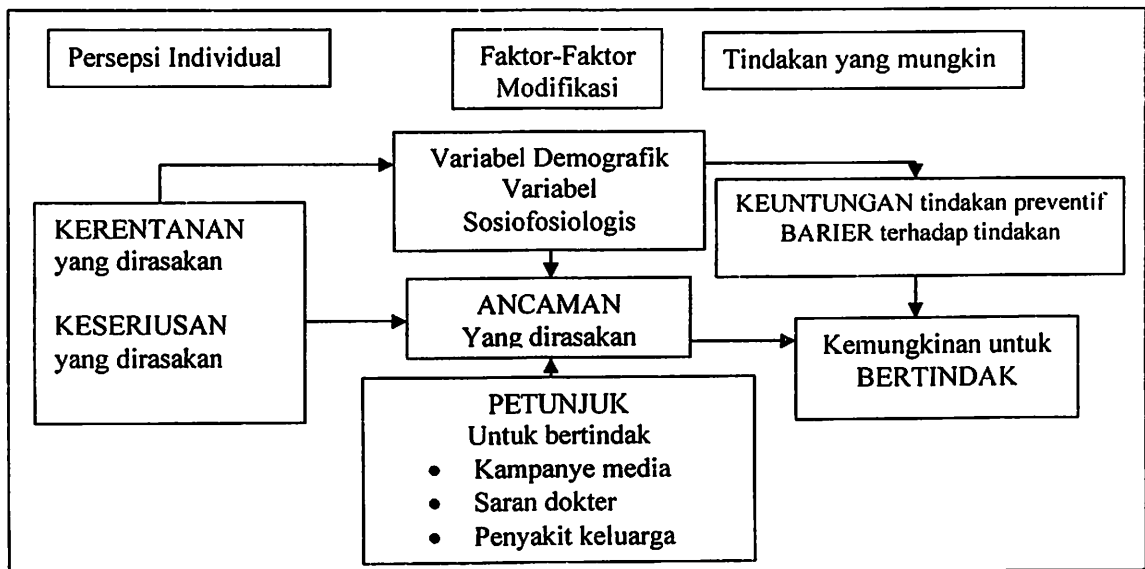 Persepsi Individual
Faktor-Faktor
Modifikasi
Tindakan yang mungkin
Variabel Demografik
Variabel
Sosiofosiologis
KEUNTUNGAN tindakan preventif
BARIER terhadap tindakan
KERENTANAN
yang dirasakan
KESERIUSAN
yang dirasakan
ANCAMAN
Yang dirasakan
Kemungkinan untuk
BERTINDAK
PETUNJUK
Untuk bertindak
• Kampanye media
• Saran dokter
• Penyakit keluarga